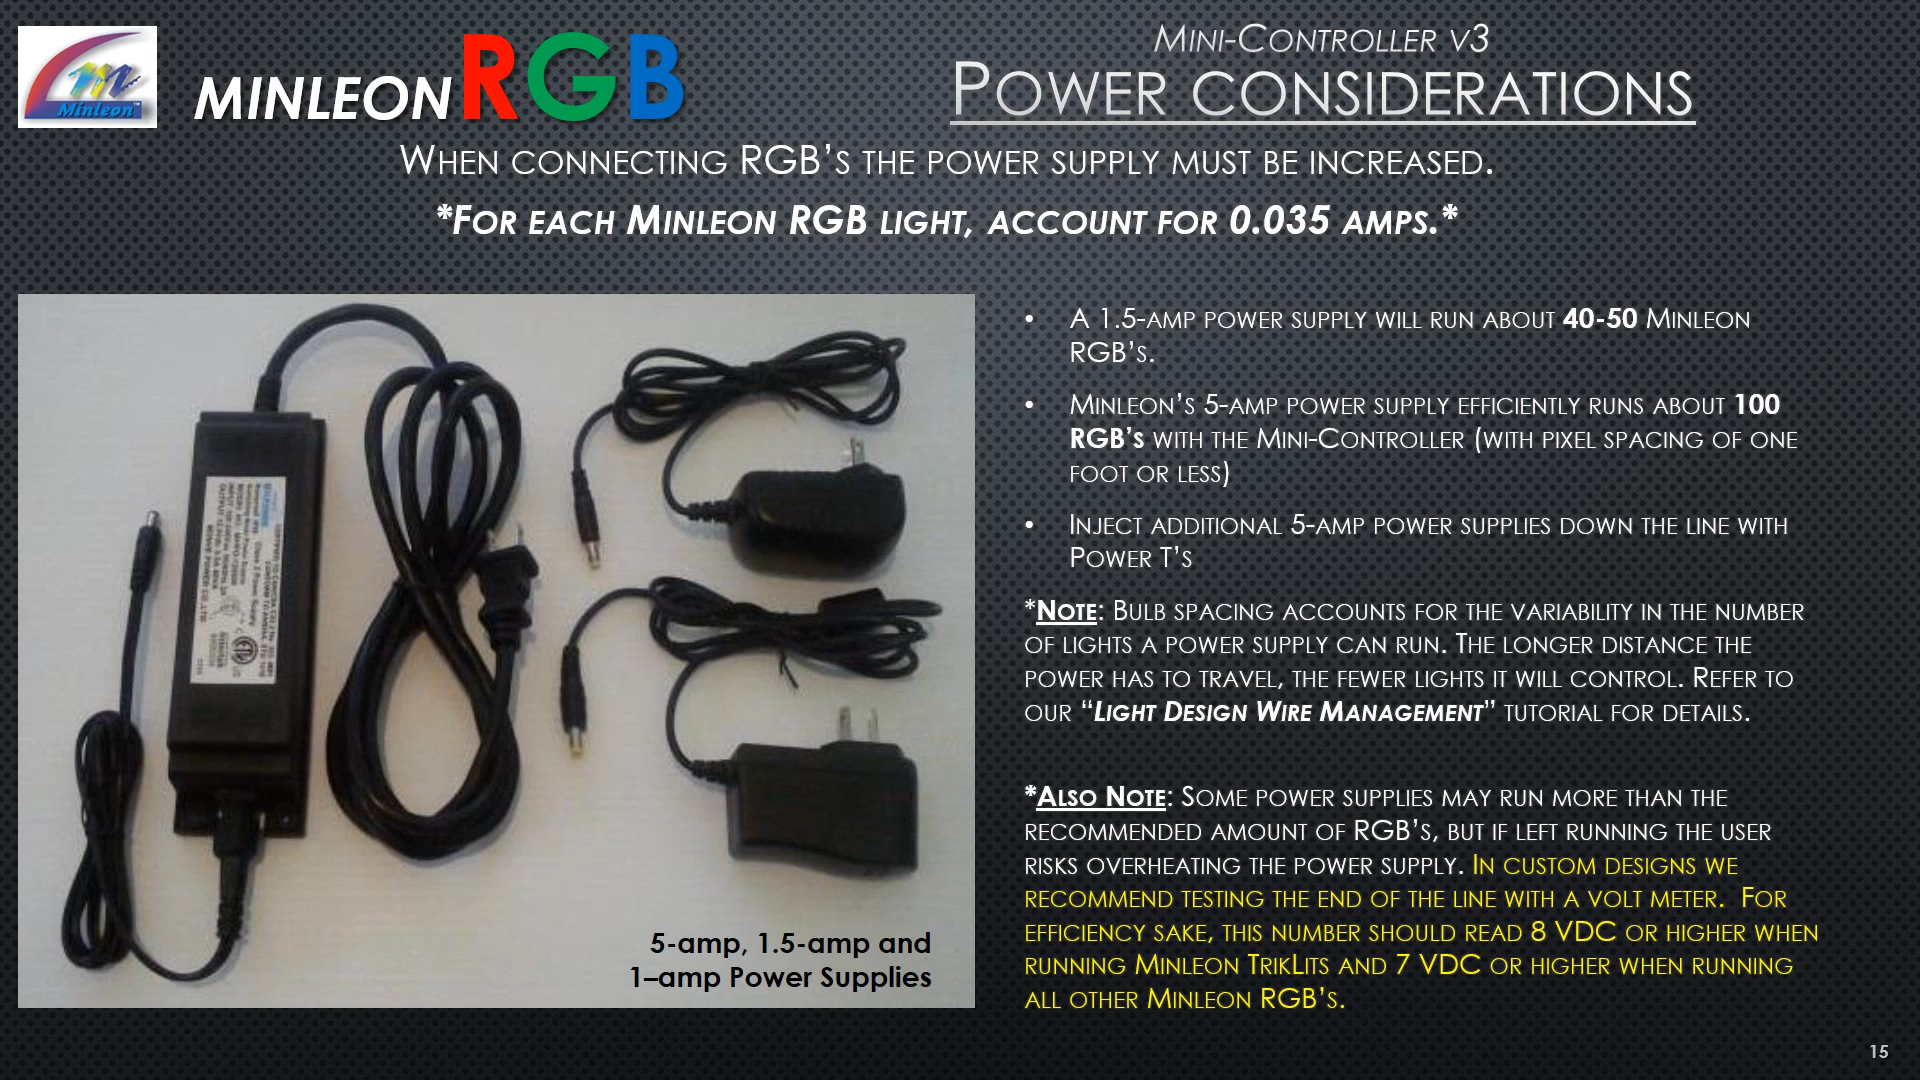 Minleon
MINLEON RGB
Mini-Controller v3
Power considerations
When connecting RGB's the power supply must be increased.
*For each Minleon RGB light, account for 0.035 amps.*
5-amp, 1.5-amp and
1–amp Power Supplies
• A 1.5-amp power supply will run about 40-50 Minleon
RGB's.
• Minleon's 5-amp power supply efficiently runs about 100
RGB's with the Mini-Controller (with pixel spacing of one
foot or less)
• Inject additional 5-amp power supplies down the line with
Power T's
*Note: Bulb spacing accounts for the variability in the number
of lights a power supply can run. The longer distance the
power has to travel, the fewer lights it will control. Refer to
our “Light Design Wire Management” tutorial for details.
*Also Note: Some power supplies may run more than the
recommended amount of RGB's, but if left running the user
risks overheating the power supply. In custom designs we
recommend testing the end of the line with a volt meter. For
efficiency sake, this number should read 8 VDC or higher when
running Minleon TrikLits and 7 VDC or higher when running
all other Minleon RGB's.
15